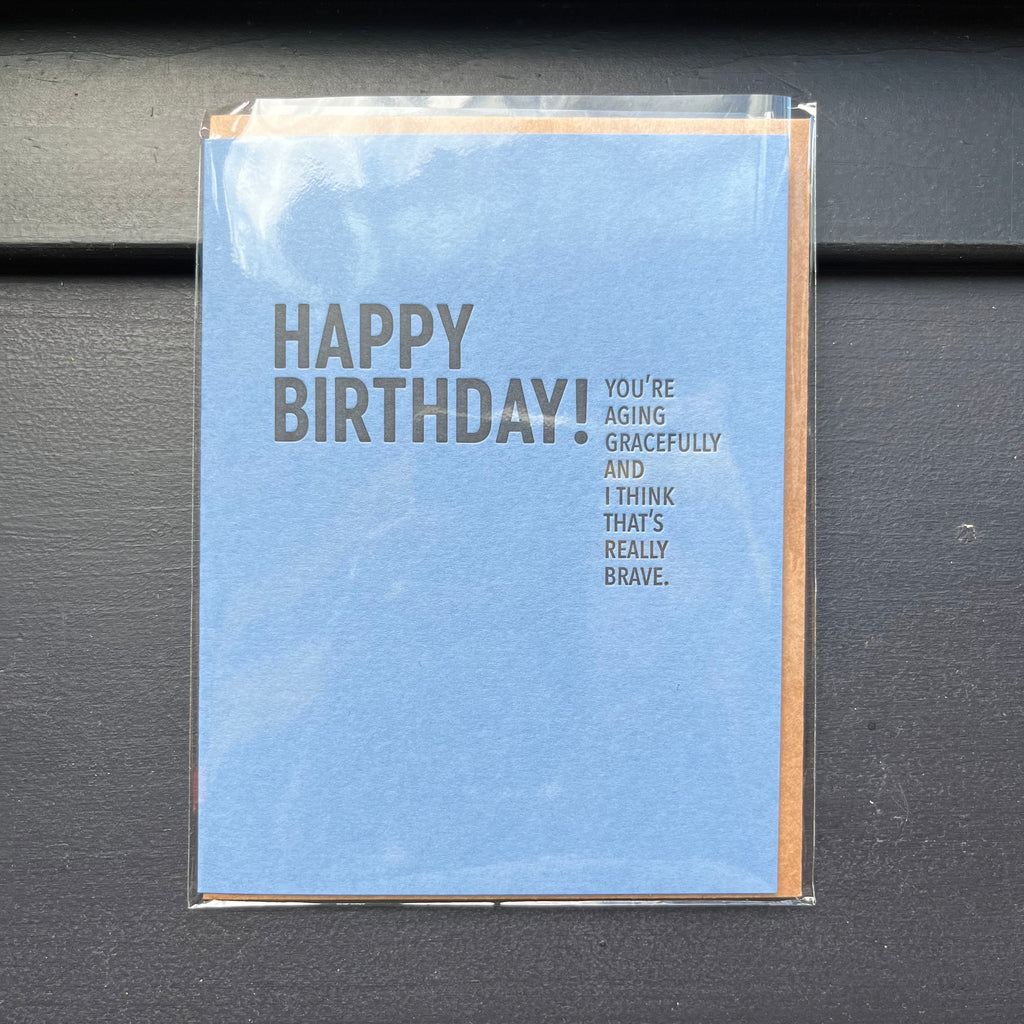 HAPPY
BIRTHDAY!
YOU'RE
AGING
GRACEFULLY
AND
I THINK
THAT'S
REALLY
BRAVE.